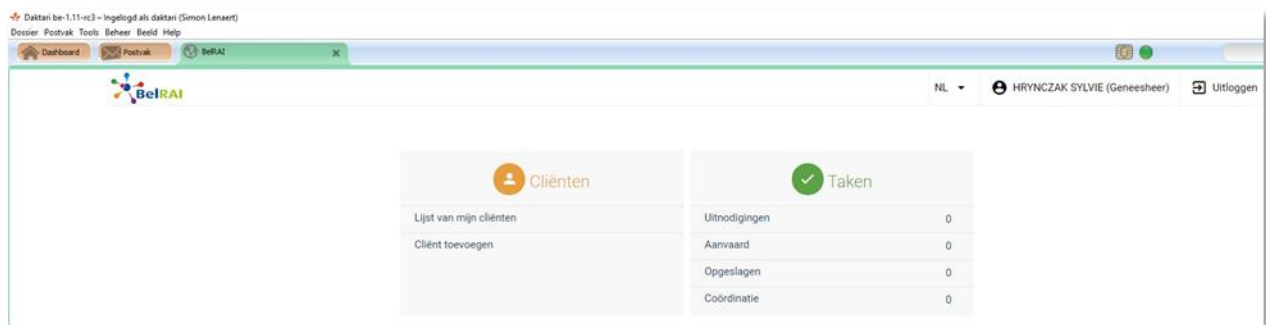 Daktari be-1.11-rc3 – Ingelogd als daktari (Simon Lenaert)
Dossier Postvak Tools Beheer Beeld Help
Dashboard Postvak BelRAI
BelRAI NL HRYNCZAK SYLVIE (Geneesheer) Uitloggen
Cliënten Taken
Lijst van mijn cliënten Uitnodigingen 0
Cliënt toevoegen Aanvaard 0
Opgeslagen 0
Coördinatie 0